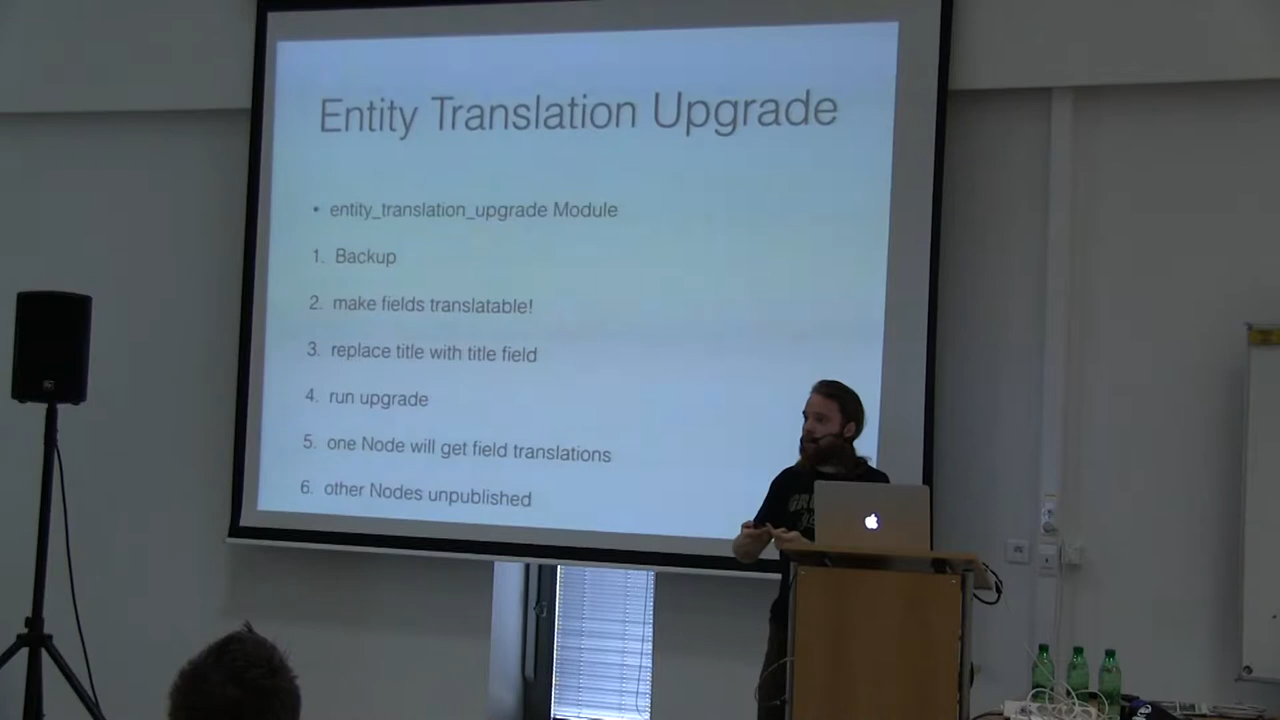 Entity Translation Upgrade
• entity_translation_upgrade Module
1. Backup
2. make fields translatable!
3. replace title with title field
4. run upgrade
5. one Node will get field translations
6. other Nodes unpublished